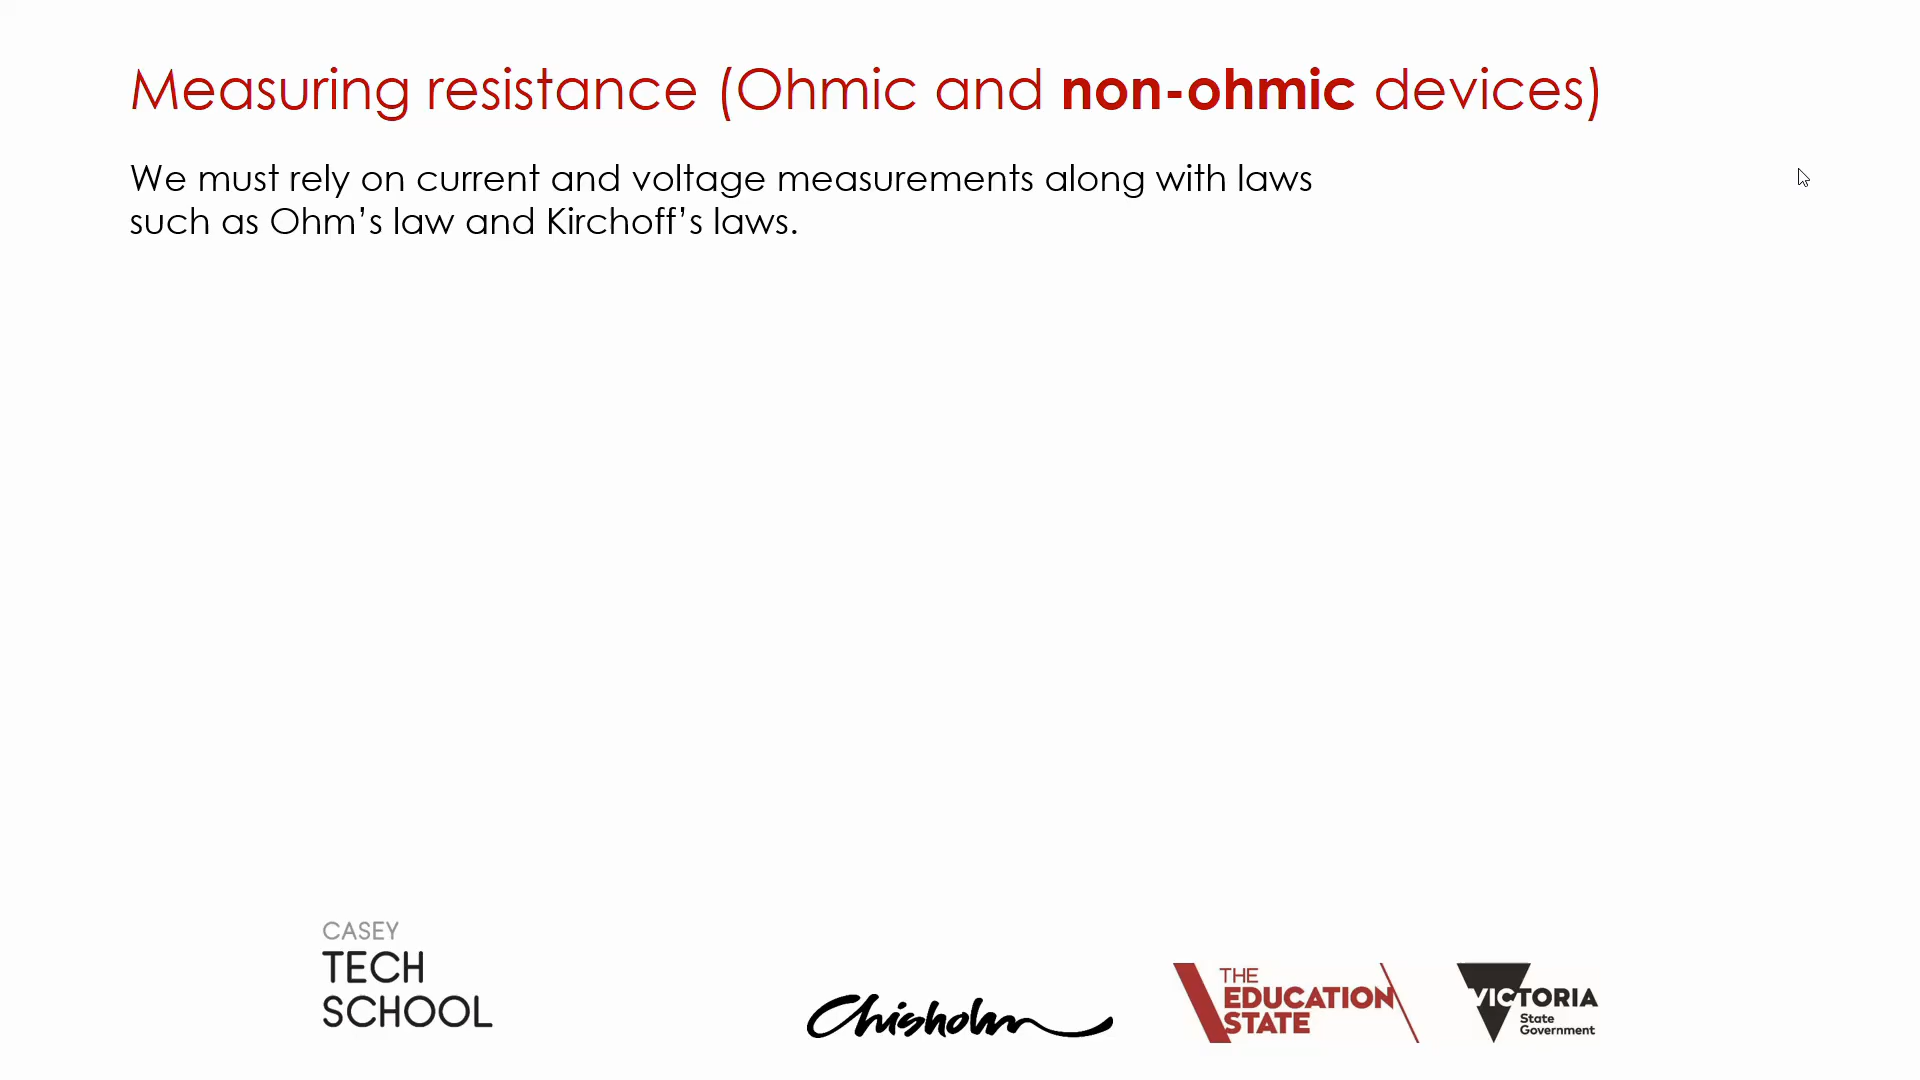 Measuring resistance (Ohmic and non-ohmic devices)
We must rely on current and voltage measurements along with laws
such as Ohm’s law and Kirchoff’s laws.
CASEY
TECH
SCHOOL
Chisholm
THE
EDUCATION
STATE
VICTORIA
State
Government